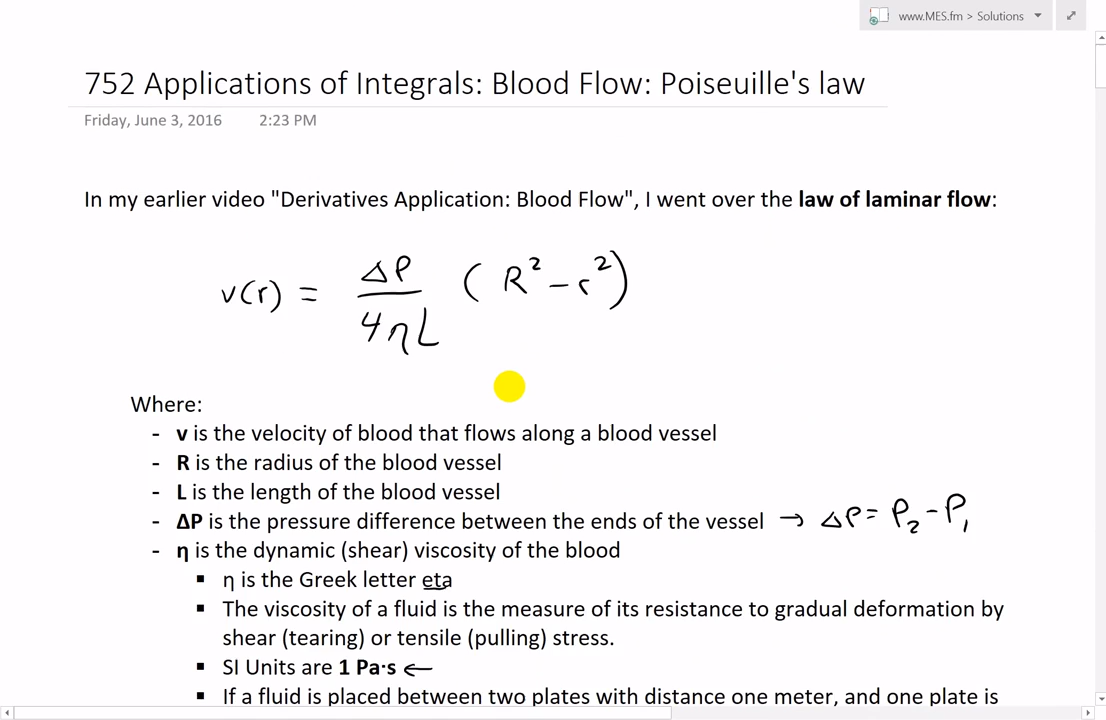 www.MES.fm > Solutions
752 Applications of Integrals: Blood Flow: Poiseuille's law
Friday, June 3, 2016 2:23 PM
In my earlier video "Derivatives Application: Blood Flow", I went over the law of laminar flow:
v(r) = ΔP / 4ηL (R² - r²)
Where:
- v is the velocity of blood that flows along a blood vessel
- R is the radius of the blood vessel
- L is the length of the blood vessel
- ΔP is the pressure difference between the ends of the vessel → ΔP = P₂ - P₁
- η is the dynamic (shear) viscosity of the blood
▪ η is the Greek letter eta
▪ The viscosity of a fluid is the measure of its resistance to gradual deformation by
shear (tearing) or tensile (pulling) stress.
▪ SI Units are 1 Pa·s ←
▪ If a fluid is placed between two plates with distance one meter, and one plate is